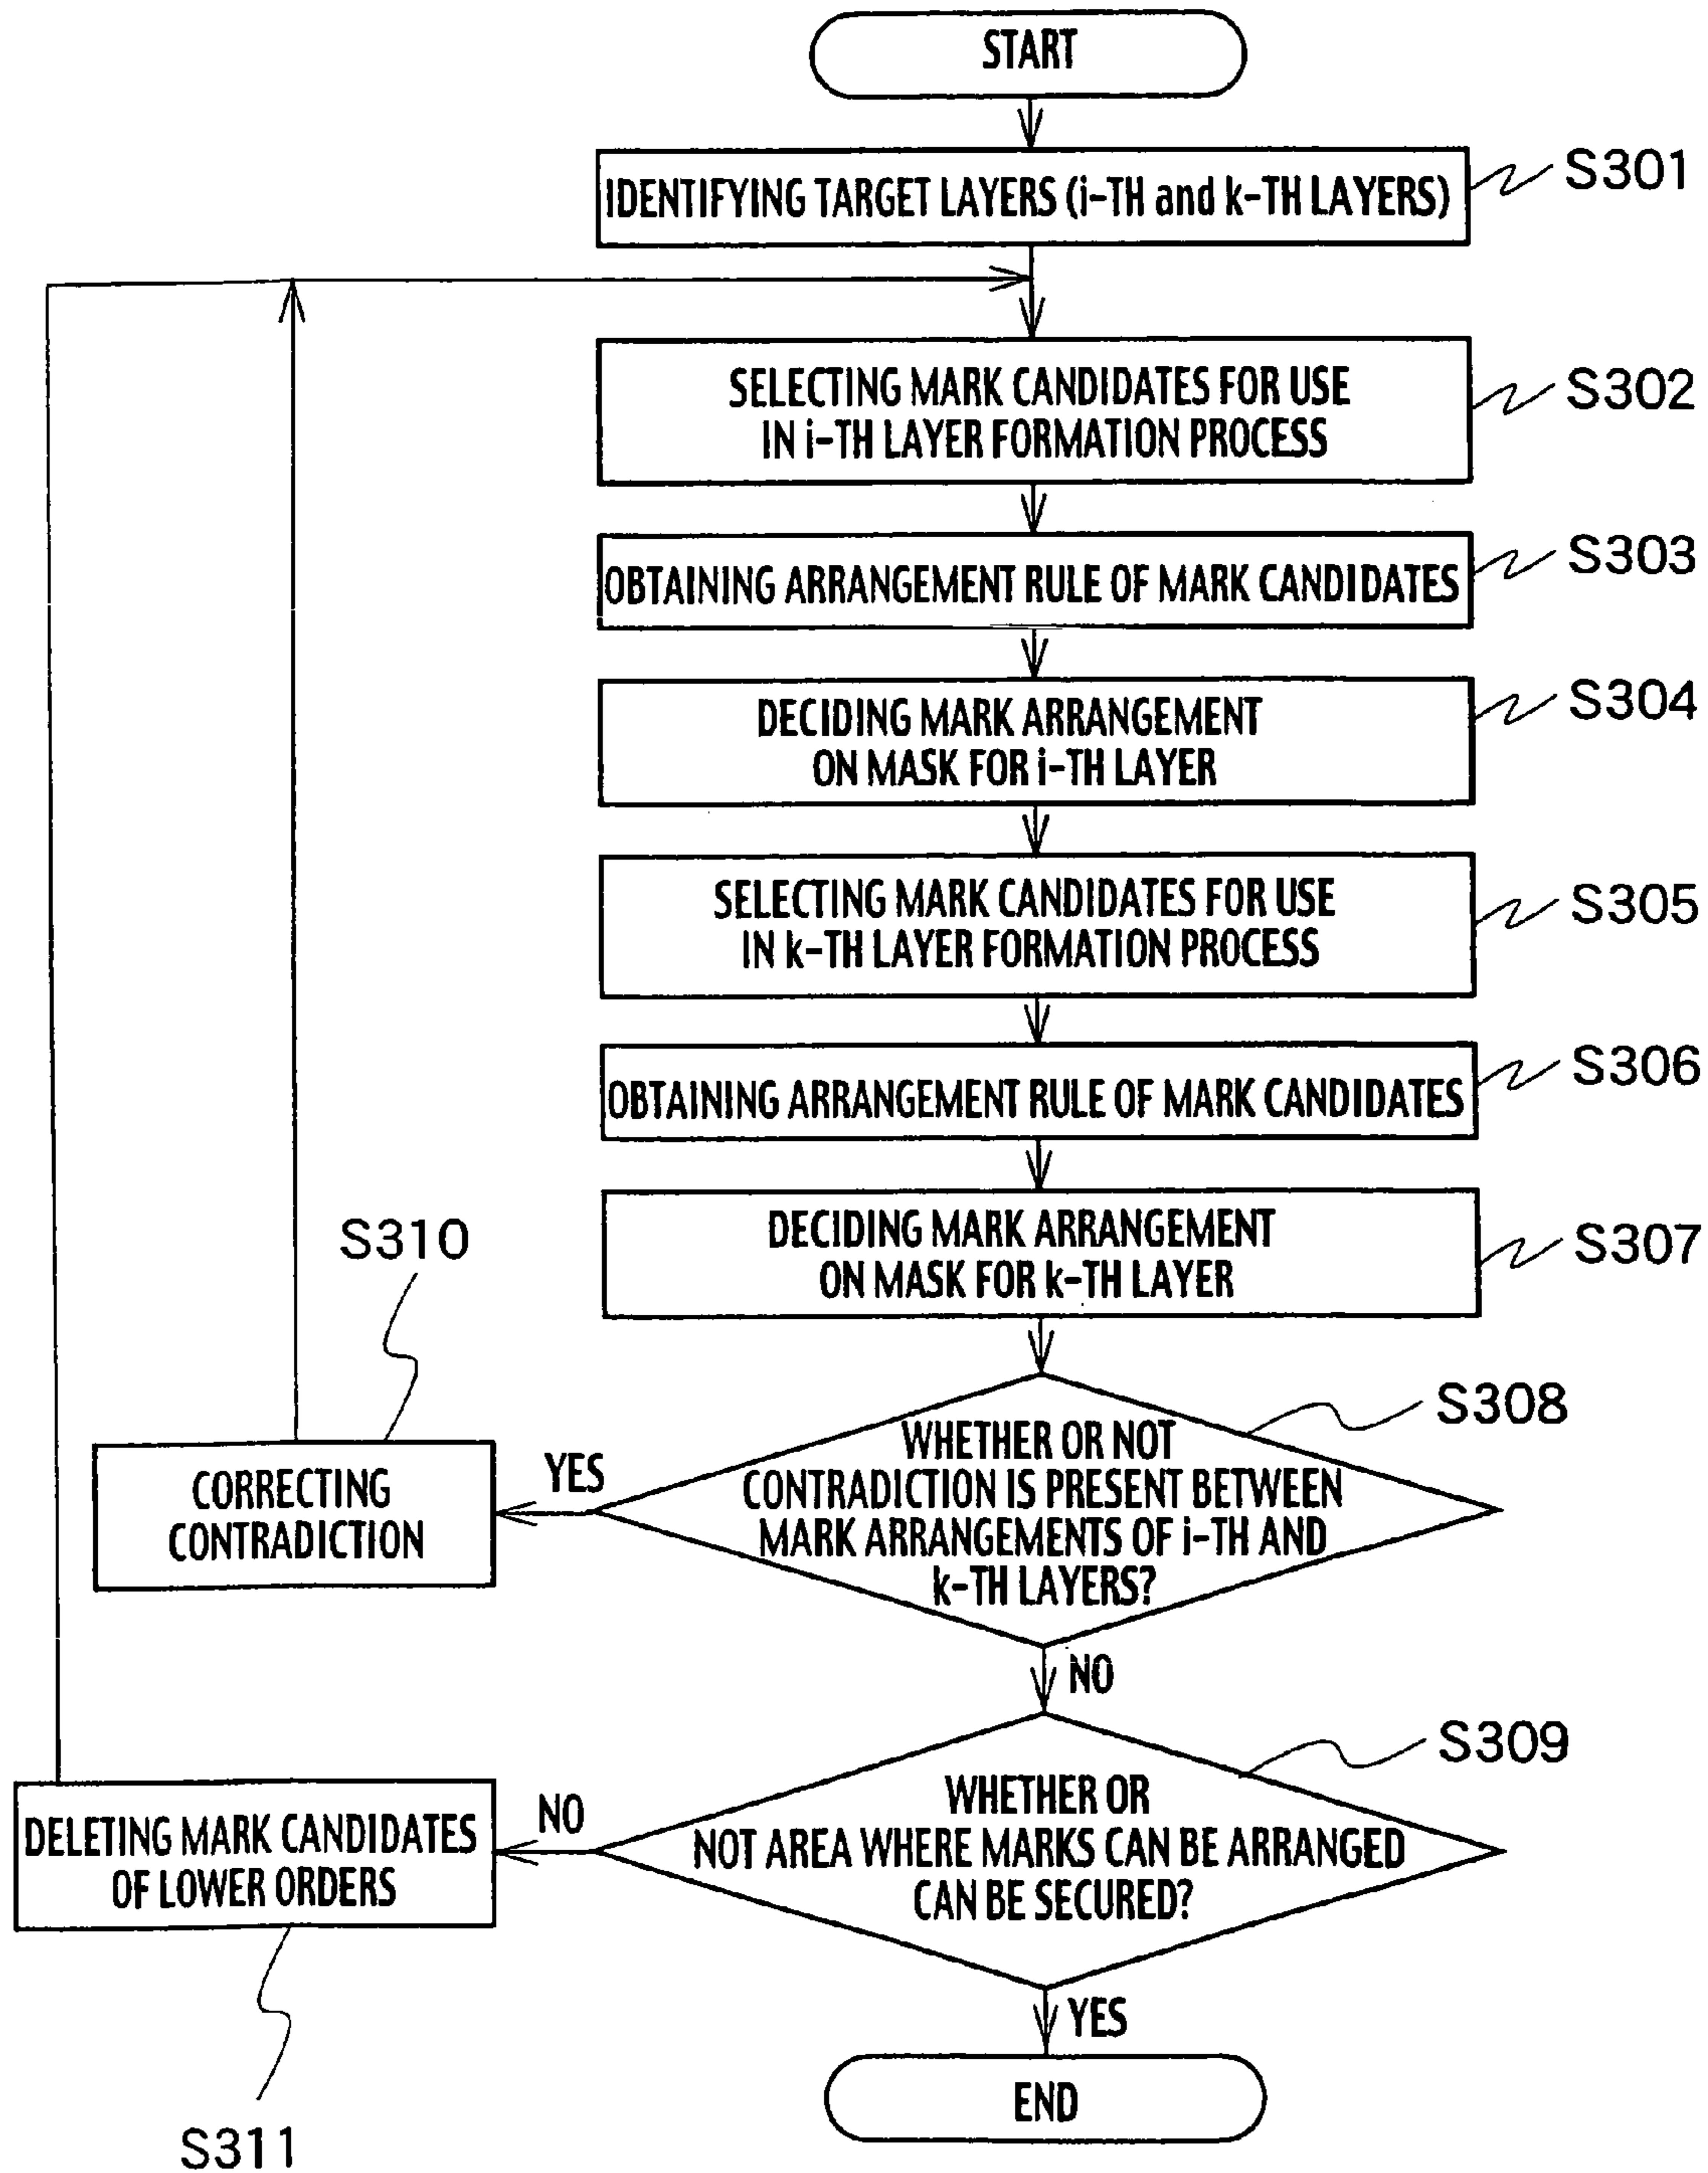 START
IDENTIFYING TARGET LAYERS (i-TH and k-TH LAYERS)
S301
SELECTING MARK CANDIDATES FOR USE
IN i-TH LAYER FORMATION PROCESS
S302
OBTAINING ARRANGEMENT RULE OF MARK CANDIDATES
S303
DECIDING MARK ARRANGEMENT
ON MASK FOR i-TH LAYER
S304
SELECTING MARK CANDIDATES FOR USE
IN k-TH LAYER FORMATION PROCESS
S305
OBTAINING ARRANGEMENT RULE OF MARK CANDIDATES
S306
DECIDING MARK ARRANGEMENT
ON MASK FOR k-TH LAYER
S307
WHETHER OR NOT
CONTRADICTION IS PRESENT BETWEEN
MARK ARRANGEMENTS OF i-TH AND
k-TH LAYERS?
S308
YES
CORRECTING
CONTRADICTION
S310
NO
WHETHER OR
NOT AREA WHERE MARKS CAN BE ARRANGED
CAN BE SECURED?
S309
NO
DELETING MARK CANDIDATES
OF LOWER ORDERS
S311
YES
END